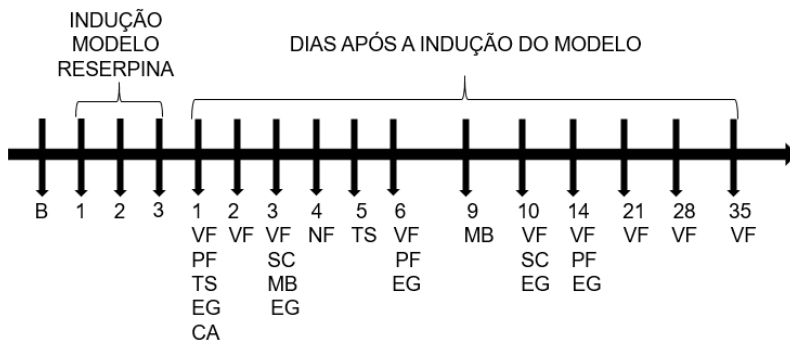 INDUÇÃO
MODELO
RESERPINA
DIAS APÓS A INDUÇÃO DO MODELO
B 1 2 3 1 2 3 4 5 6 9 10 14 21 28 35
VF VF VF NF TS VF MB VF VF VF VF VF
PF SC PF SC PF
TS MB EG EG EG
EG EG
CA